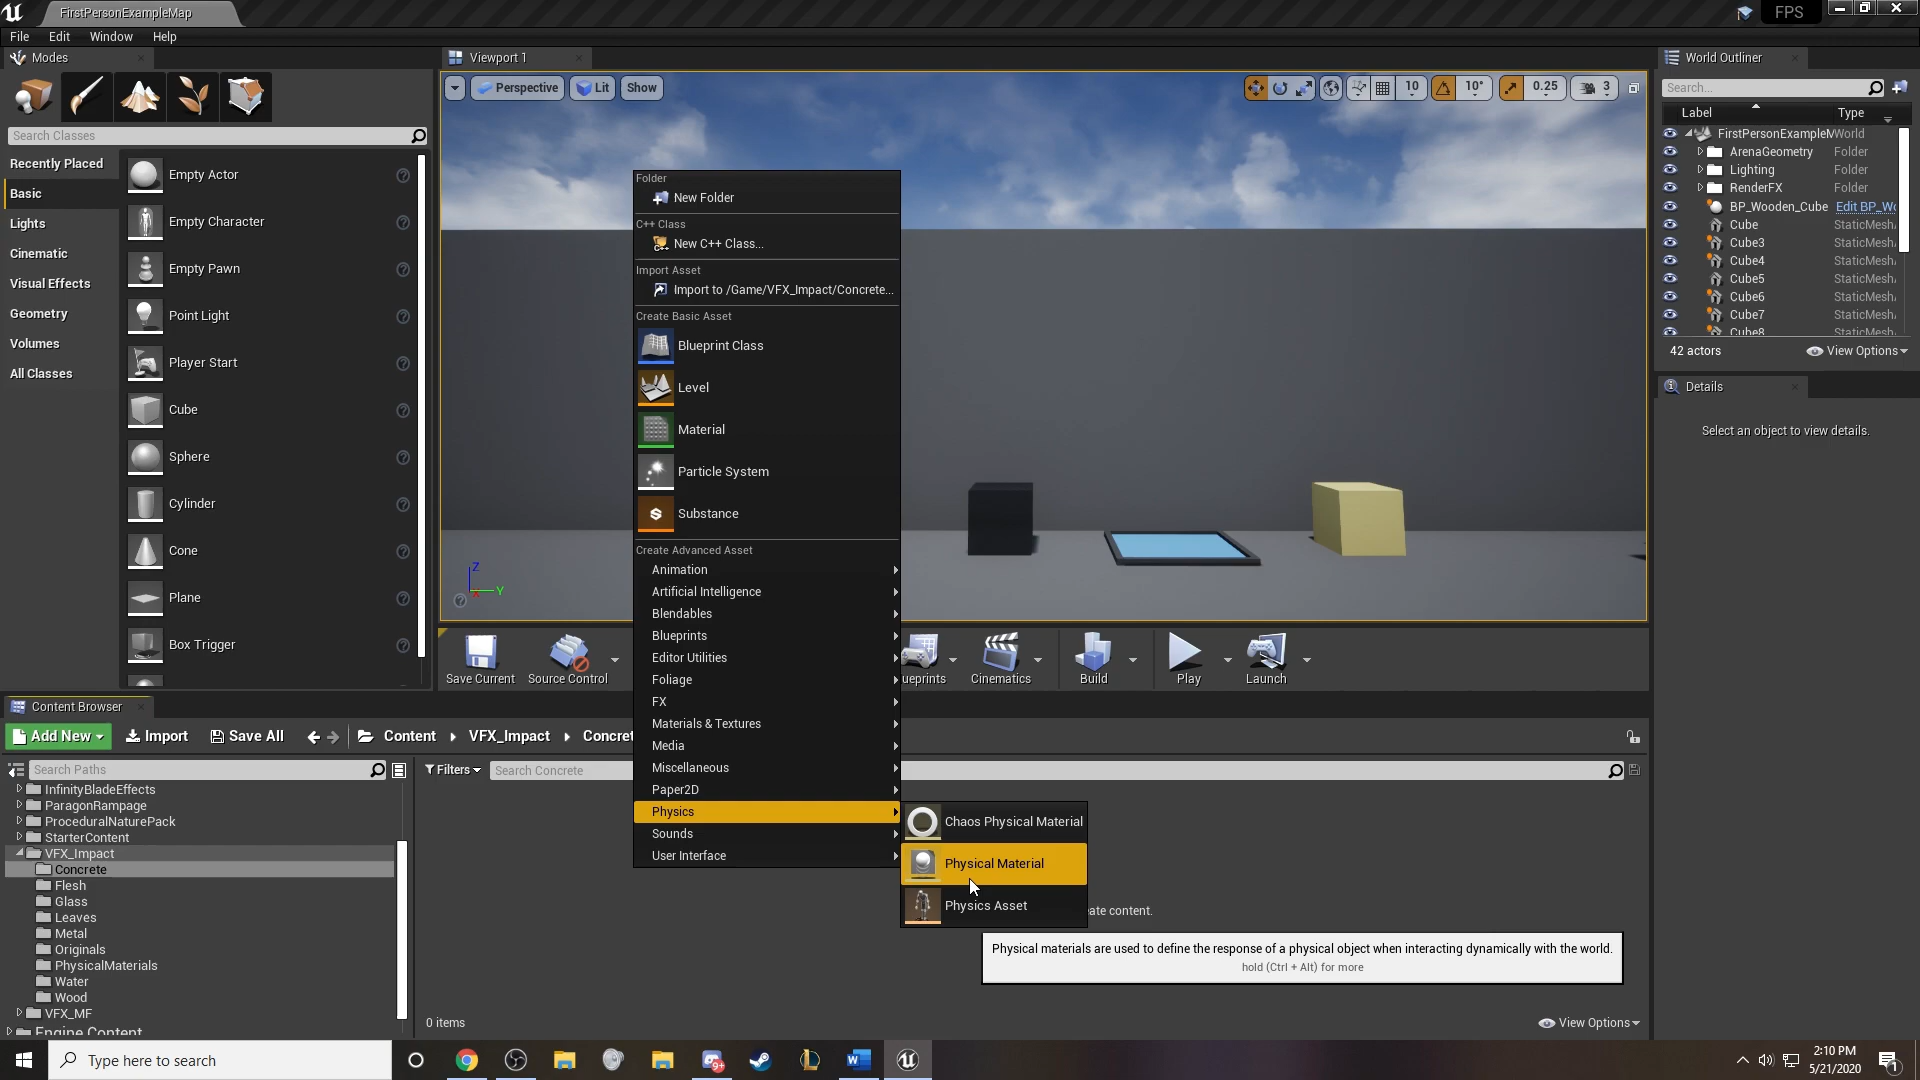 FirstPersonExampleMap
FPS
File Edit Window Help
Modes
Search Classes
Recently Placed
Basic
Lights
Cinematic
Visual Effects
Geometry
Volumes
All Classes
Empty Actor
Empty Character
Empty Pawn
Point Light
Player Start
Cube
Sphere
Cylinder
Cone
Plane
Box Trigger
Viewport 1
Perspective Lit Show
10 10° 0.25 3
Z
Y
X
Folder
New Folder
C++ Class
New C++ Class...
Import Asset
Import to /Game/VFX_Impact/Concrete...
Create Basic Asset
Blueprint Class
Level
Material
Particle System
Substance
Create Advanced Asset
Animation
Artificial Intelligence
Blendables
Blueprints
Editor Utilities
Foliage
FX
Materials & Textures
Media
Miscellaneous
Paper2D
Physics
Sounds
User Interface
Chaos Physical Material
Physical Material
Physics Asset
Physical materials are used to define the response of a physical object when interacting dynamically with the world.
hold (Ctrl + Alt) for more
Save Current Source Control ueprints Cinematics Build Play Launch
World Outliner
Search...
Label Type
FirstPersonExampleM World
ArenaGeometry Folder
Lighting Folder
RenderFX Folder
BP_Wooden_Cube Edit BP_Wo
Cube StaticMesh
Cube3 StaticMesh
Cube4 StaticMesh
Cube5 StaticMesh
Cube6 StaticMesh
Cube7 StaticMesh
Cube8 StaticMesh
42 actors View Options
Details
Select an object to view details.
Content Browser
Add New Import Save All Content VFX_Impact Concret
Search Paths
Filters Search Concrete
InfinityBladeEffects
ParagonRampage
ProceduralNaturePack
StarterContent
VFX_Impact
Concrete
Flesh
Glass
Leaves
Metal
Originals
PhysicalMaterials
Water
Wood
VFX_MF
Engine Content
eate content.
0 items View Options
Type here to search
9+
W
2:10 PM
5/21/2020
1